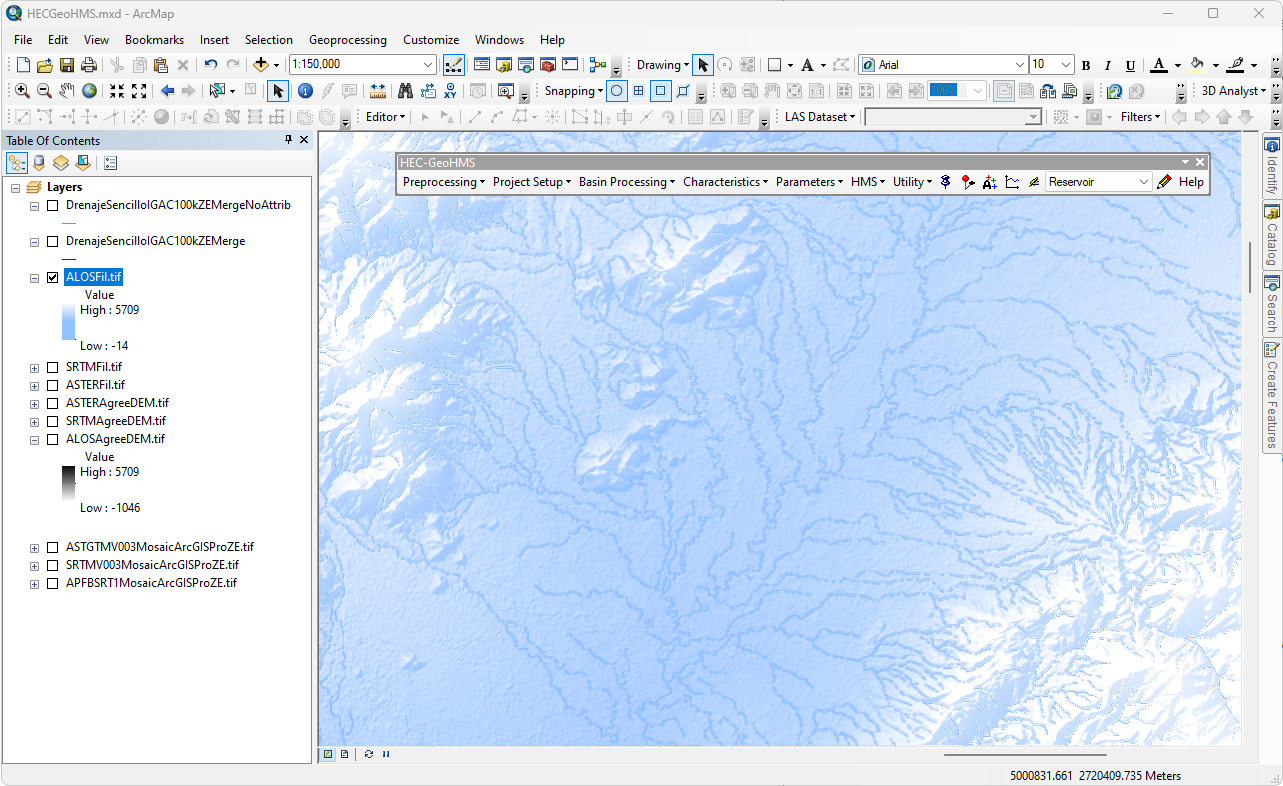 HECGeoHMS.mxd - ArcMap
File Edit View Bookmarks Insert Selection Geoprocessing Customize Windows Help
1:150,000 Drawing Arial 10 B I U A
Snapping 100% 3D Analyst
Editor LAS Dataset Filters
Table Of Contents
Layers
DrenajeSencilloIGAC100kZEMergeNoAttrib
DrenajeSencilloIGAC100kZEMerge
ALOSFil.tif
Value
High : 5709
Low : -14
SRTMFil.tif
ASTERFil.tif
ASTERAgreeDEM.tif
SRTMAgreeDEM.tif
ALOSAgreeDEM.tif
Value
High : 5709
Low : -1046
ASTGTMV003MosaicArcGISProZE.tif
SRTMV003MosaicArcGISProZE.tif
APFBSRT1MosaicArcGISProZE.tif
HEC-GeoHMS
Preprocessing Project Setup Basin Processing Characteristics Parameters HMS Utility Reservoir Help
Identify
Catalog
Search
Create Features
5000831.661 2720409.735 Meters